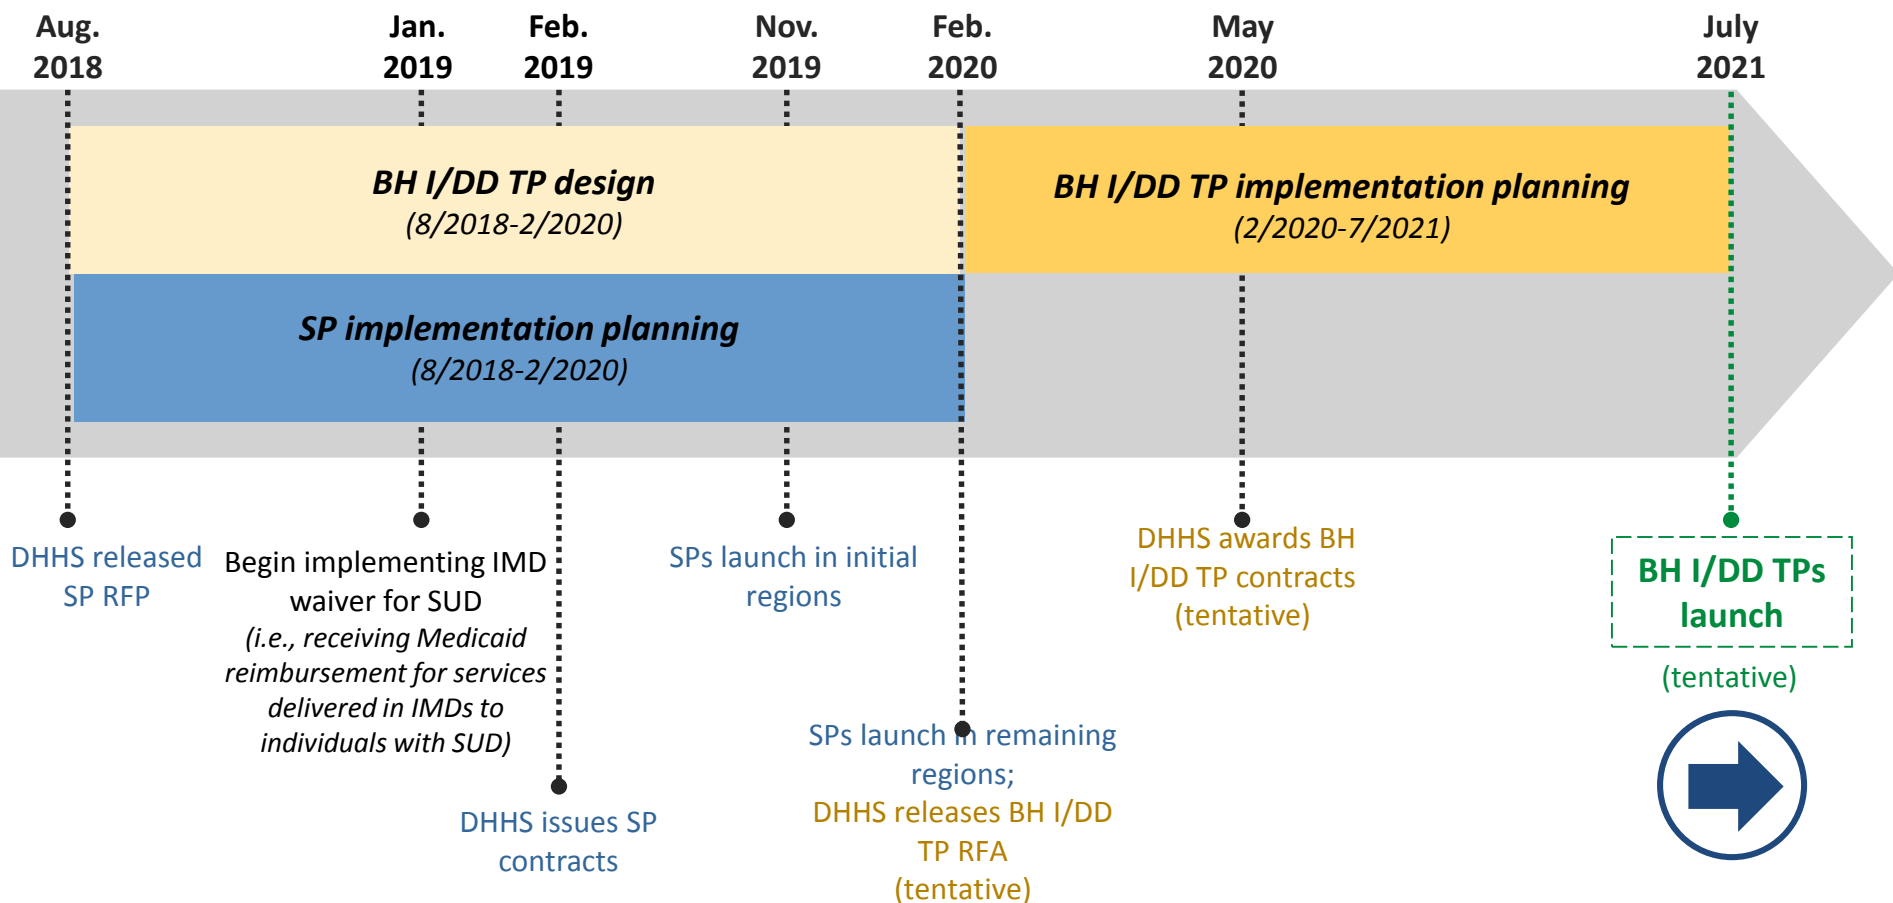 Aug.
2018
Jan.
2019
Feb.
2019
Nov.
2019
Feb.
2020
May
2020
July
2021
BH I/DD TP design
(8/2018-2/2020)
BH I/DD TP implementation planning
(2/2020-7/2021)
SP implementation planning
(8/2018-2/2020)
DHHS released
SP RFP
Begin implementing IMD
waiver for SUD
(i.e., receiving Medicaid
reimbursement for services
delivered in IMDs to
individuals with SUD)
DHHS issues SP
contracts
SPs launch in initial
regions
SPs launch in remaining
regions;
DHHS releases BH I/DD
TP RFA
(tentative)
DHHS awards BH
I/DD TP contracts
(tentative)
BH I/DD TPs
launch
(tentative)